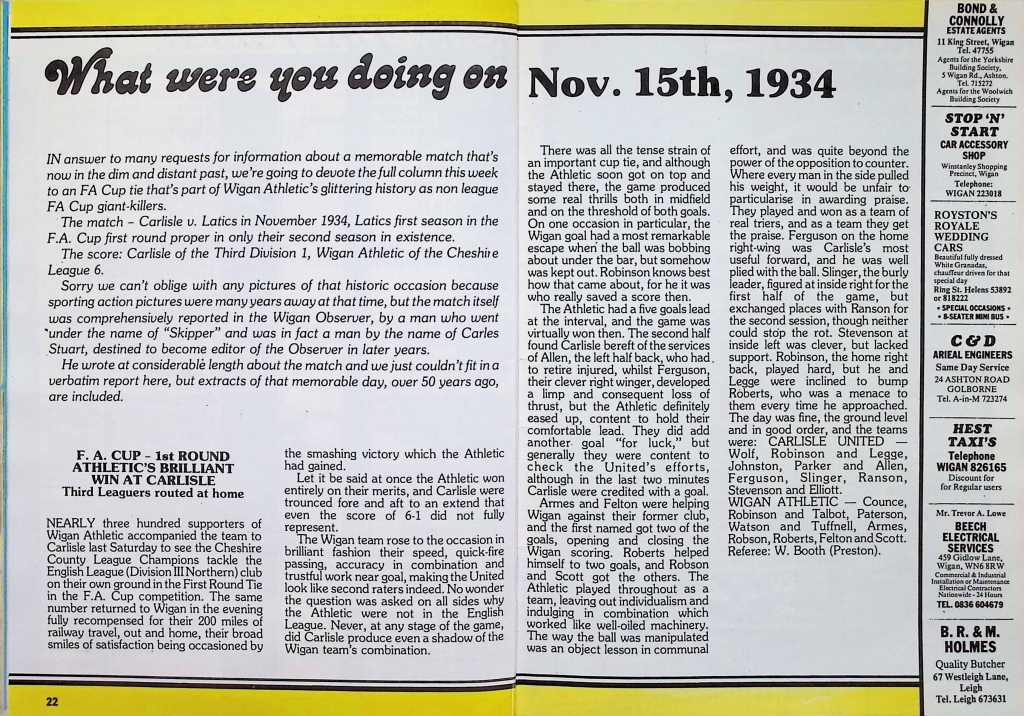 What were you doing on Nov. 15th, 1934
IN answer to many requests for information about a memorable match that's
now in the dim and distant past, we're going to devote the full column this week
to an FA Cup tie that's part of Wigan Athletic's glittering history as non league
FA Cup giant-killers.
The match – Carlisle v. Latics in November 1934, Latics first season in the
F.A. Cup first round proper in only their second season in existence.
The score: Carlisle of the Third Division 1, Wigan Athletic of the Cheshire
League 6.
Sorry we can't oblige with any pictures of that historic occasion because
sporting action pictures were many years away at that time, but the match itself
was comprehensively reported in the Wigan Observer, by a man who went
under the name of "Skipper" and was in fact a man by the name of Carles
Stuart, destined to become editor of the Observer in later years.
He wrote at considerable length about the match and we just couldn't fit in a
verbatim report here, but extracts of that memorable day, over 50 years ago,
are included.
F. A. CUP – 1st ROUND
ATHLETIC'S BRILLIANT
WIN AT CARLISLE
Third Leaguers routed at home
NEARLY three hundred supporters of
Wigan Athletic accompanied the team to
Carlisle last Saturday to see the Cheshire
County League Champions tackle the
English League (Division III Northern) club
on their own ground in the First Round Tie
in the F.A. Cup competition. The same
number returned to Wigan in the evening
fully recompensed for their 200 miles of
railway travel, out and home, their broad
smiles of satisfaction being occasioned by
the smashing victory which the Athletic
had gained.
Let it be said at once the Athletic won
entirely on their merits, and Carlisle were
trounced fore and aft to an extend that
even the score of 6-1 did not fully
represent.
The Wigan team rose to the occasion in
brilliant fashion their speed, quick-fire
passing, accuracy in combination and
trustful work near goal, making the United
look like second raters indeed. No wonder
the question was asked on all sides why
the Athletic were not in the English
League. Never, at any stage of the game,
did Carlisle produce even a shadow of the
Wigan team's combination.
There was all the tense strain of
an important cup tie, and although
the Athletic soon got on top and
stayed there, the game produced
some real thrills both in midfield
and on the threshold of both goals.
On one occasion in particular, the
Wigan goal had a most remarkable
escape when the ball was bobbing
about under the bar, but somehow
was kept out. Robinson knows best
how that came about, for he it was
who really saved a score then.
The Athletic had a five goals lead
at the interval, and the game was
virtually won then. The second half
found Carlisle bereft of the services
of Allen, the left half back, who had
to retire injured, whilst Ferguson,
their clever right winger, developed
a limp and consequent loss of
thrust, but the Athletic definitely
eased up, content to hold their
comfortable lead. They did add
another goal "for luck," but
generally they were content to
check the United's efforts,
although in the last two minutes
Carlisle were credited with a goal.
Armes and Felton were helping
Wigan against their former club,
and the first named got two of the
goals, opening and closing the
Wigan scoring. Roberts helped
himself to two goals, and Robson
and Scott got the others. The
Athletic played throughout as a
team, leaving out individualism and
indulging in combination which
worked like well-oiled machinery.
The way the ball was manipulated
was an object lesson in communal
effort, and was quite beyond the
power of the opposition to counter.
Where every man in the side pulled
his weight, it would be unfair to
particularise in awarding praise.
They played and won as a team of
real triers, and as a team they get
the praise. Ferguson on the home
right-wing was Carlisle's most
useful forward, and he was well
plied with the ball. Slinger, the burly
leader, figured at inside right for the
first half of the game, but
exchanged places with Ranson for
the second session, though neither
could stop the rot. Stevenson at
inside left was clever, but lacked
support. Robinson, the home right
back, played hard, but he and
Legge were inclined to bump
Roberts, who was a menace to
them every time he approached.
The day was fine, the ground level
and in good order, and the teams
were: CARLISLE UNITED —
Wolf, Robinson and Legge,
Johnston, Parker and Allen,
Ferguson, Slinger, Ranson,
Stevenson and Elliott.
WIGAN ATHLETIC — Counce,
Robinson and Talbot, Paterson,
Watson and Tuffnell, Armes,
Robson, Roberts, Felton and Scott.
Referee: W. Booth (Preston).
22
BOND &
CONNOLLY
ESTATE AGENTS
11 King Street, Wigan
Tel. 47755
Agents for the Yorkshire
Building Society,
5 Wigan Rd., Ashton.
Tel. 715272
Agents for the Woolwich
Building Society
STOP 'N'
START
CAR ACCESSORY
SHOP
Winstanley Shopping
Precinct, Wigan
Telephone:
WIGAN 223018
ROYSTON'S
ROYALE
WEDDING
CARS
Beautiful fully dressed
White Granadas,
chauffeur driven for that
special day
Ring St. Helens 53892
or 818222
• SPECIAL OCCASIONS •
• 8-SEATER MINI BUS •
C & D
ARIEAL ENGINEERS
Same Day Service
24 ASHTON ROAD
GOLBORNE
Tel. A-in-M 723274
HEST
TAXI'S
Telephone
WIGAN 826165
Discount for
for Regular users
Mr. Trevor A. Lowe
BEECH
ELECTRICAL
SERVICES
459 Gidlow Lane,
Wigan, WN6 8RW
Commercial & Industrial
Installation or Maintenance
Electrical Contractors
Nationwide - 24 Hours
TEL. 0836 604679
B. R. & M.
HOLMES
Quality Butcher
67 Westleigh Lane,
Leigh
Tel. Leigh 673631